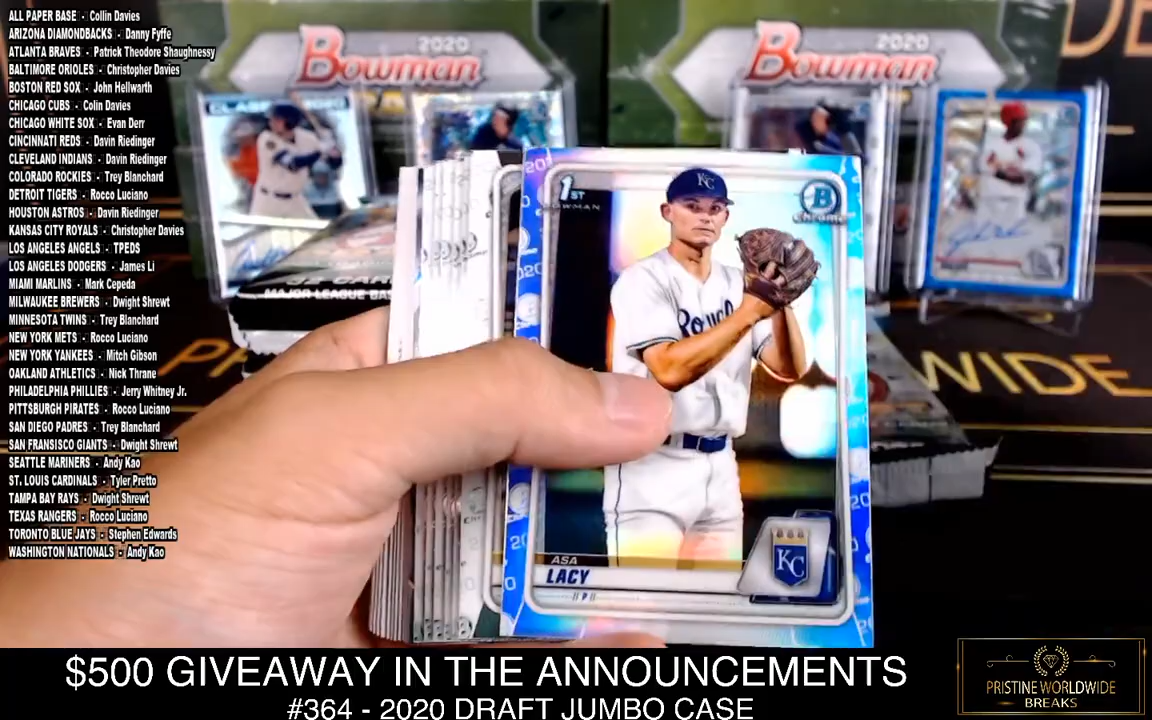 ALL PAPER BASE - Collin Davies
ARIZONA DIAMONDBACKS - Danny Fyffe
ATLANTA BRAVES - Patrick Theodore Shaughnessy
BALTIMORE ORIOLES - Christopher Davies
BOSTON RED SOX - John Hellwarth
CHICAGO CUBS - Colin Davies
CHICAGO WHITE SOX - Evan Derr
CINCINNATI REDS - Davin Riedinger
CLEVELAND INDIANS - Davin Riedinger
COLORADO ROCKIES - Trey Blanchard
DETROIT TIGERS - Rocco Luciano
HOUSTON ASTROS - Davin Riedinger
KANSAS CITY ROYALS - Christopher Davies
LOS ANGELES ANGELS - TPEDS
LOS ANGELES DODGERS - James Li
MIAMI MARLINS - Mark Cepeda
MILWAUKEE BREWERS - Dwight Shrewt
MINNESOTA TWINS - Trey Blanchard
NEW YORK METS - Rocco Luciano
NEW YORK YANKEES - Mitch Gibson
OAKLAND ATHLETICS - Nick Thrane
PHILADELPHIA PHILLIES - Jerry Whitney Jr.
PITTSBURGH PIRATES - Rocco Luciano
SAN DIEGO PADRES - Trey Blanchard
SAN FRANSISCO GIANTS - Dwight Shrewt
SEATTLE MARINERS - Andy Kao
ST. LOUIS CARDINALS - Tyler Pretto
TAMPA BAY RAYS - Dwight Shrewt
TEXAS RANGERS - Rocco Luciano
TORONTO BLUE JAYS - Stephen Edwards
WASHINGTON NATIONALS - Andy Kao
2020
Bowman
2020
Bowman
MAJOR LEAGUE BAS
WIDE
1ST
BOWMAN
B
Chrome
KC
Royal
ASA
LACY
P
KC
$500 GIVEAWAY IN THE ANNOUNCEMENTS
#364 - 2020 DRAFT JUMBO CASE
PRISTINE WORLDWIDE
BREAKS